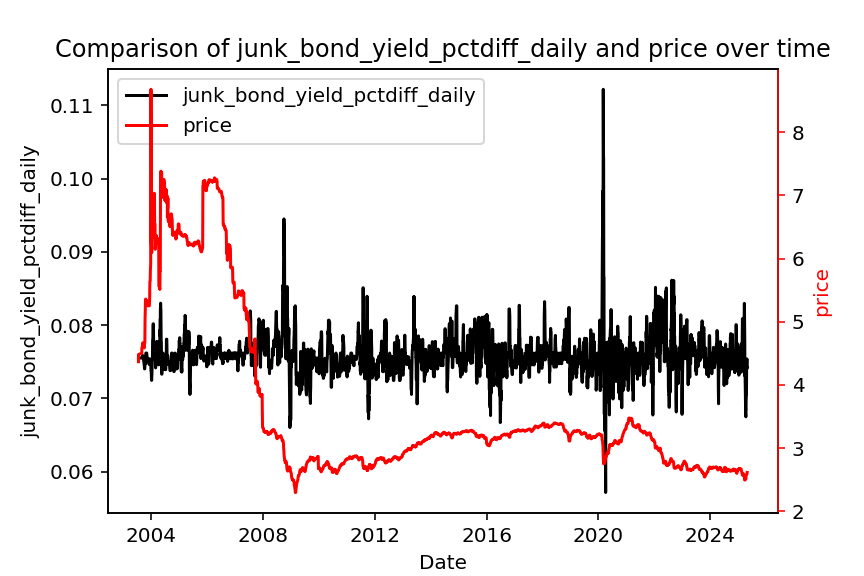 Comparison of junk_bond_yield_pctdiff_daily and price over time
junk_bond_yield_pctdiff_daily
price
0.11
0.10
0.09
0.08
0.07
0.06
junk_bond_yield_pctdiff_daily
8
7
6
5
4
3
2
price
2004 2008 2012 2016 2020 2024
Date